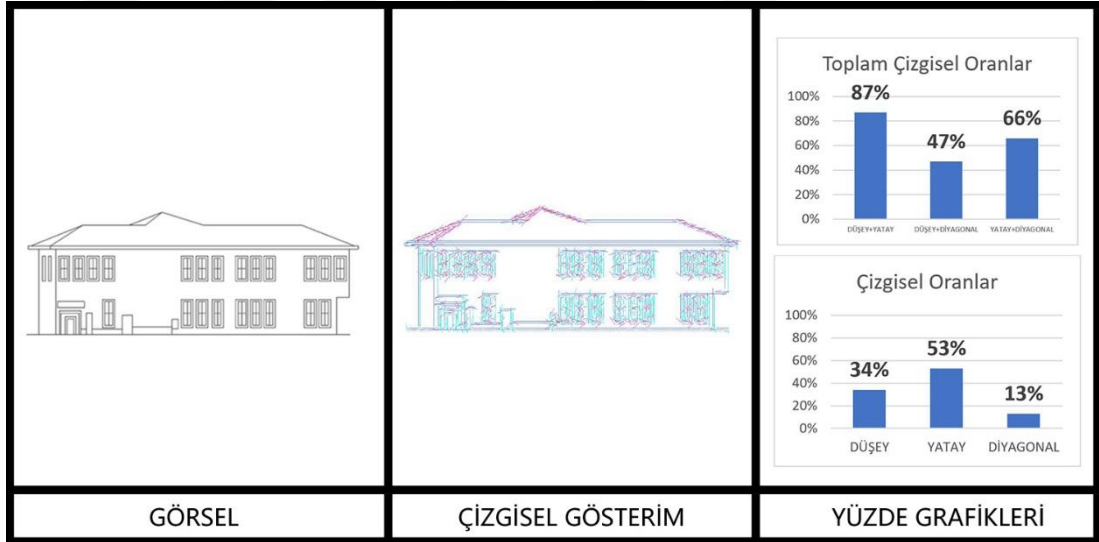 Toplam Çizgisel Oranlar
100%
80%
60%
40%
20%
0%
87%
47%
66%
DÜŞEY+YATAY
DÜŞEY+DİYAGONAL
YATAY+DİYAGONAL
Çizgisel Oranlar
100%
80%
60%
40%
20%
0%
34%
53%
13%
DÜŞEY
YATAY
DİYAGONAL
GÖRSEL
ÇİZGİSEL GÖSTERİM
YÜZDE GRAFİKLERİ